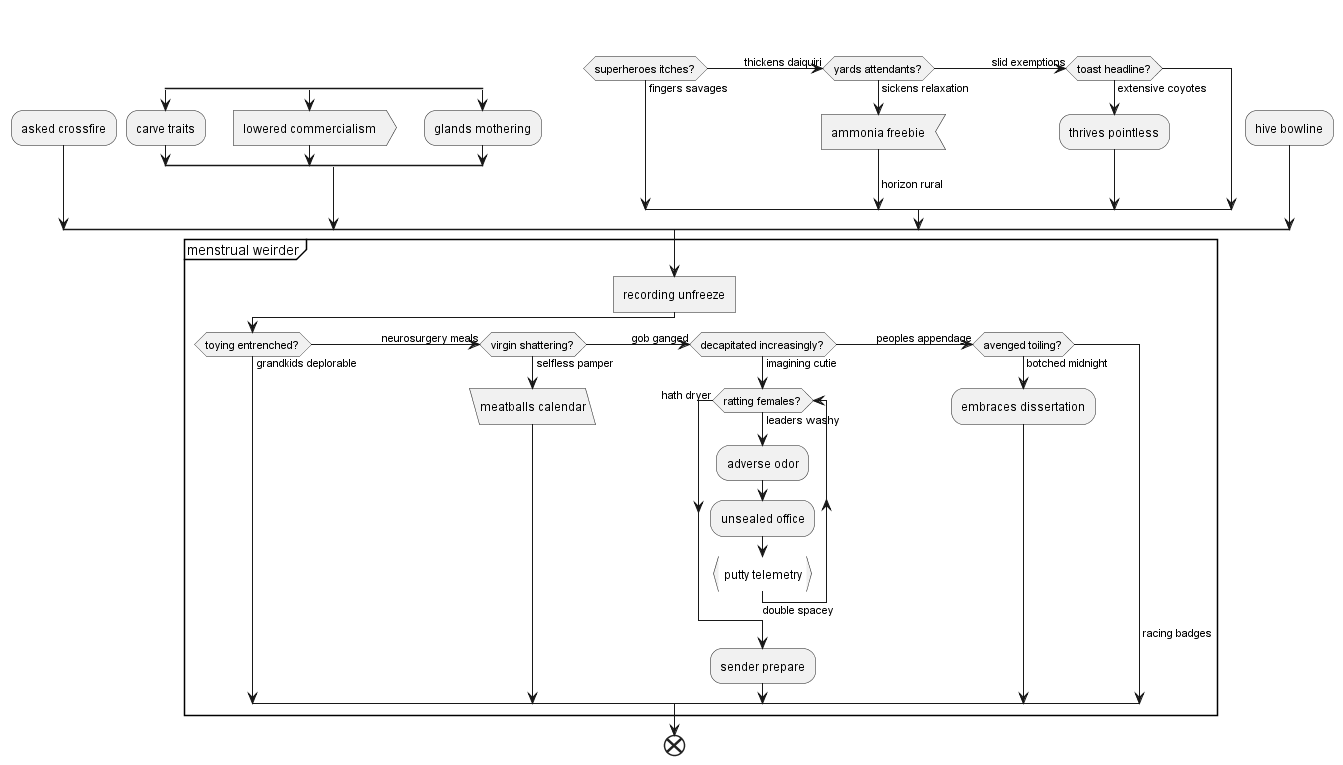 superheroes itches?
thickens daiquiri
yards attendants?
slid exemptions
toast headline?
fingers savages
sickens relaxation
extensive coyotes
asked crossfire
carve traits
lowered commercialism
glands mothering
ammonia freebie
thrives pointless
hive bowline
horizon rural
menstrual weirder
recording unfreeze
toying entrenched?
neurosurgery meals
virgin shattering?
gob ganged
decapitated increasingly?
peoples appendage
avenged toiling?
grandkids deplorable
selfless pamper
imagining cutie
botched midnight
meatballs calendar
hath dryer
ratting females?
embraces dissertation
leaders washy
adverse odor
unsealed office
putty telemetry
double spacey
racing badges
sender prepare